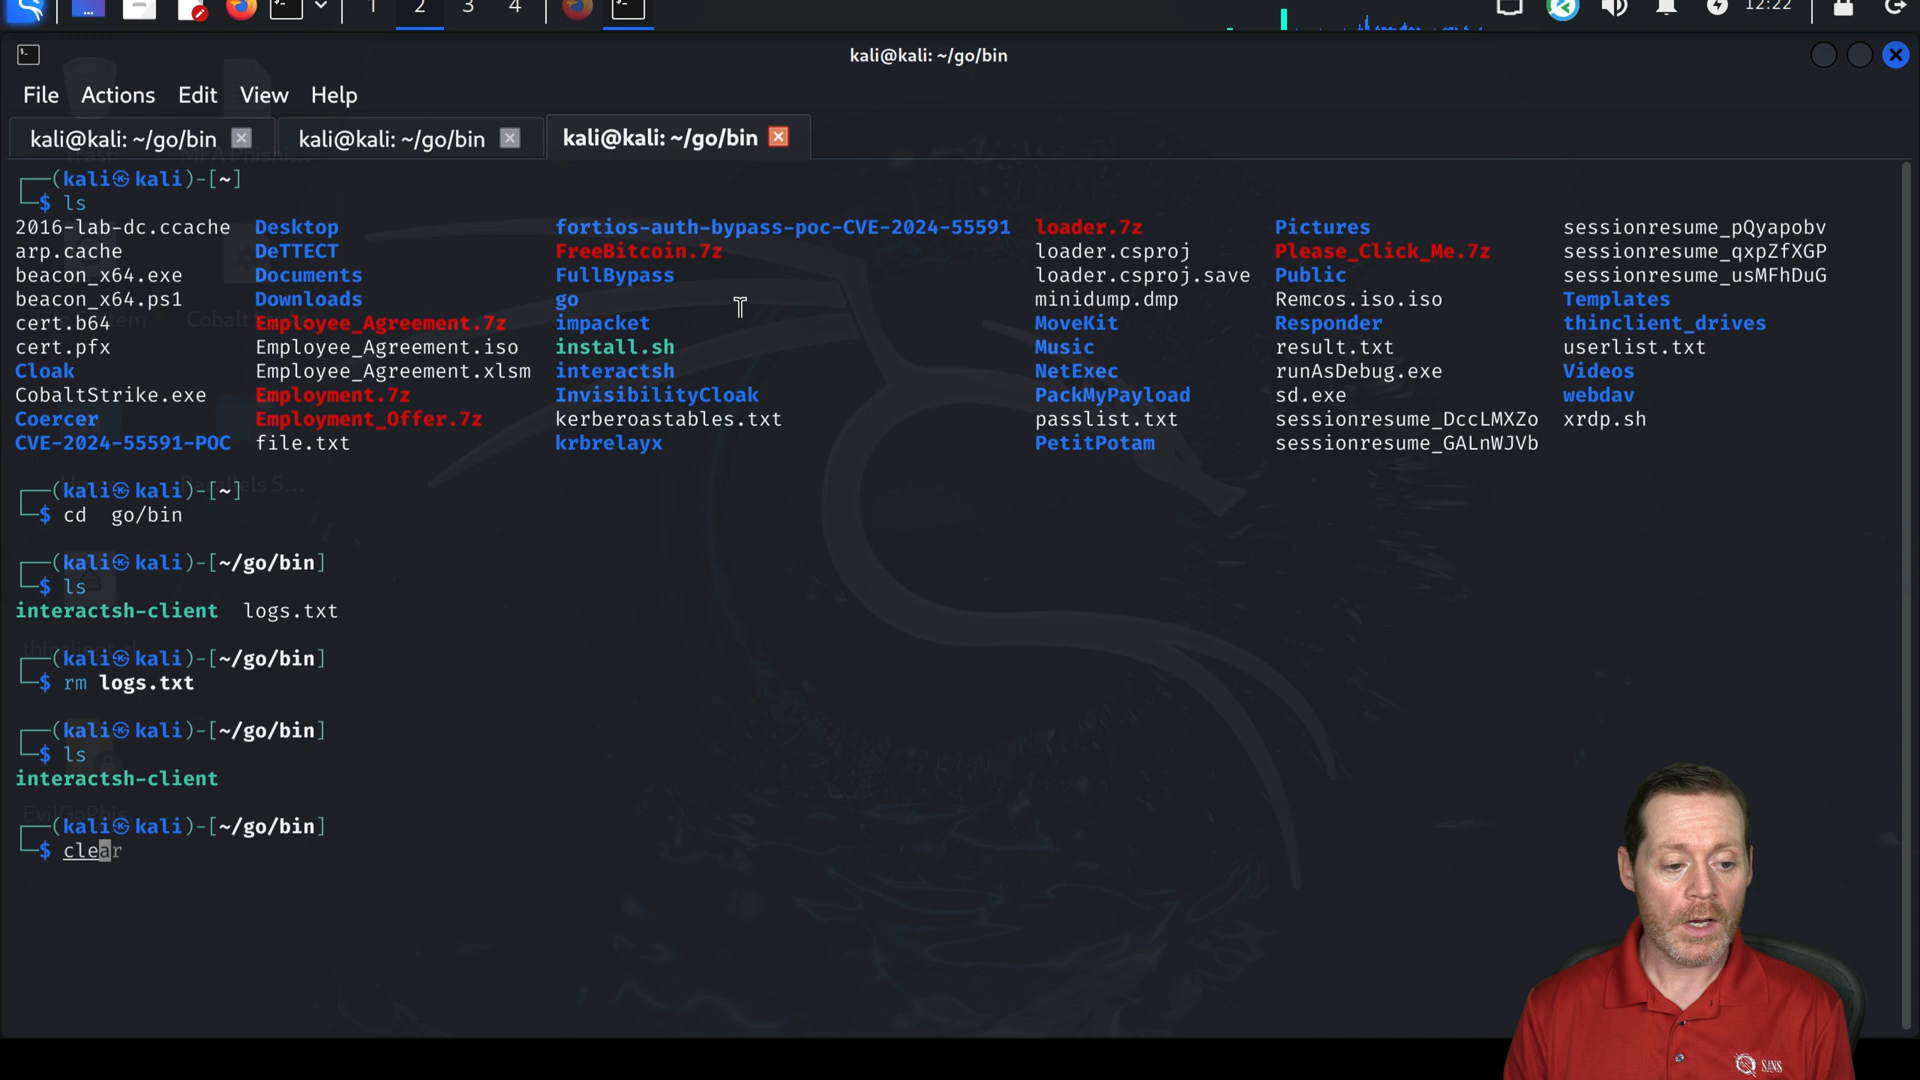 1 2 3 4 12:22
kali@kali: ~/go/bin
File Actions Edit View Help
kali@kali: ~/go/bin kali@kali: ~/go/bin kali@kali: ~/go/bin
(kali㉿kali)-[~]
$ ls
2016-lab-dc.ccache Desktop fortios-auth-bypass-poc-CVE-2024-55591 loader.7z Pictures sessionresume_pQyapobv
arp.cache DeTTECT FreeBitcoin.7z loader.csproj Please_Click_Me.7z sessionresume_qxpZfXGP
beacon_x64.exe Documents FullBypass loader.csproj.save Public sessionresume_usMFhDuG
beacon_x64.ps1 Downloads go minidump.dmp Remcos.iso.iso Templates
cert.b64 Employee_Agreement.7z impacket MoveKit Responder thinclient_drives
cert.pfx Employee_Agreement.iso install.sh Music result.txt userlist.txt
Cloak Employee_Agreement.xlsm interactsh NetExec runAsDebug.exe Videos
CobaltStrike.exe Employment.7z InvisibilityCloak PackMyPayload sd.exe webdav
Coercer Employment_Offer.7z kerberoastables.txt passlist.txt sessionresume_DccLMXZo xrdp.sh
CVE-2024-55591-POC file.txt krbrelayx PetitPotam sessionresume_GALnWJVb
(kali㉿kali)-[~]
$ cd  go/bin
(kali㉿kali)-[~/go/bin]
$ ls
interactsh-client logs.txt
(kali㉿kali)-[~/go/bin]
$ rm logs.txt
(kali㉿kali)-[~/go/bin]
$ ls
interactsh-client
(kali㉿kali)-[~/go/bin]
$ clear
SANS